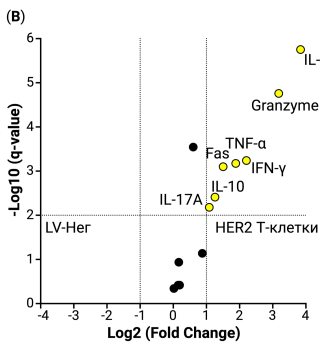 (B)
-Log10 (q-value)
6
5
4
3
2
1
0
IL-
Granzyme
TNF-α
Fas
IFN-γ
IL-10
IL-17A
LV-Her
HER2 Т-клетки
-4 -3 -2 -1 0 1 2 3 4
Log2 (Fold Change)